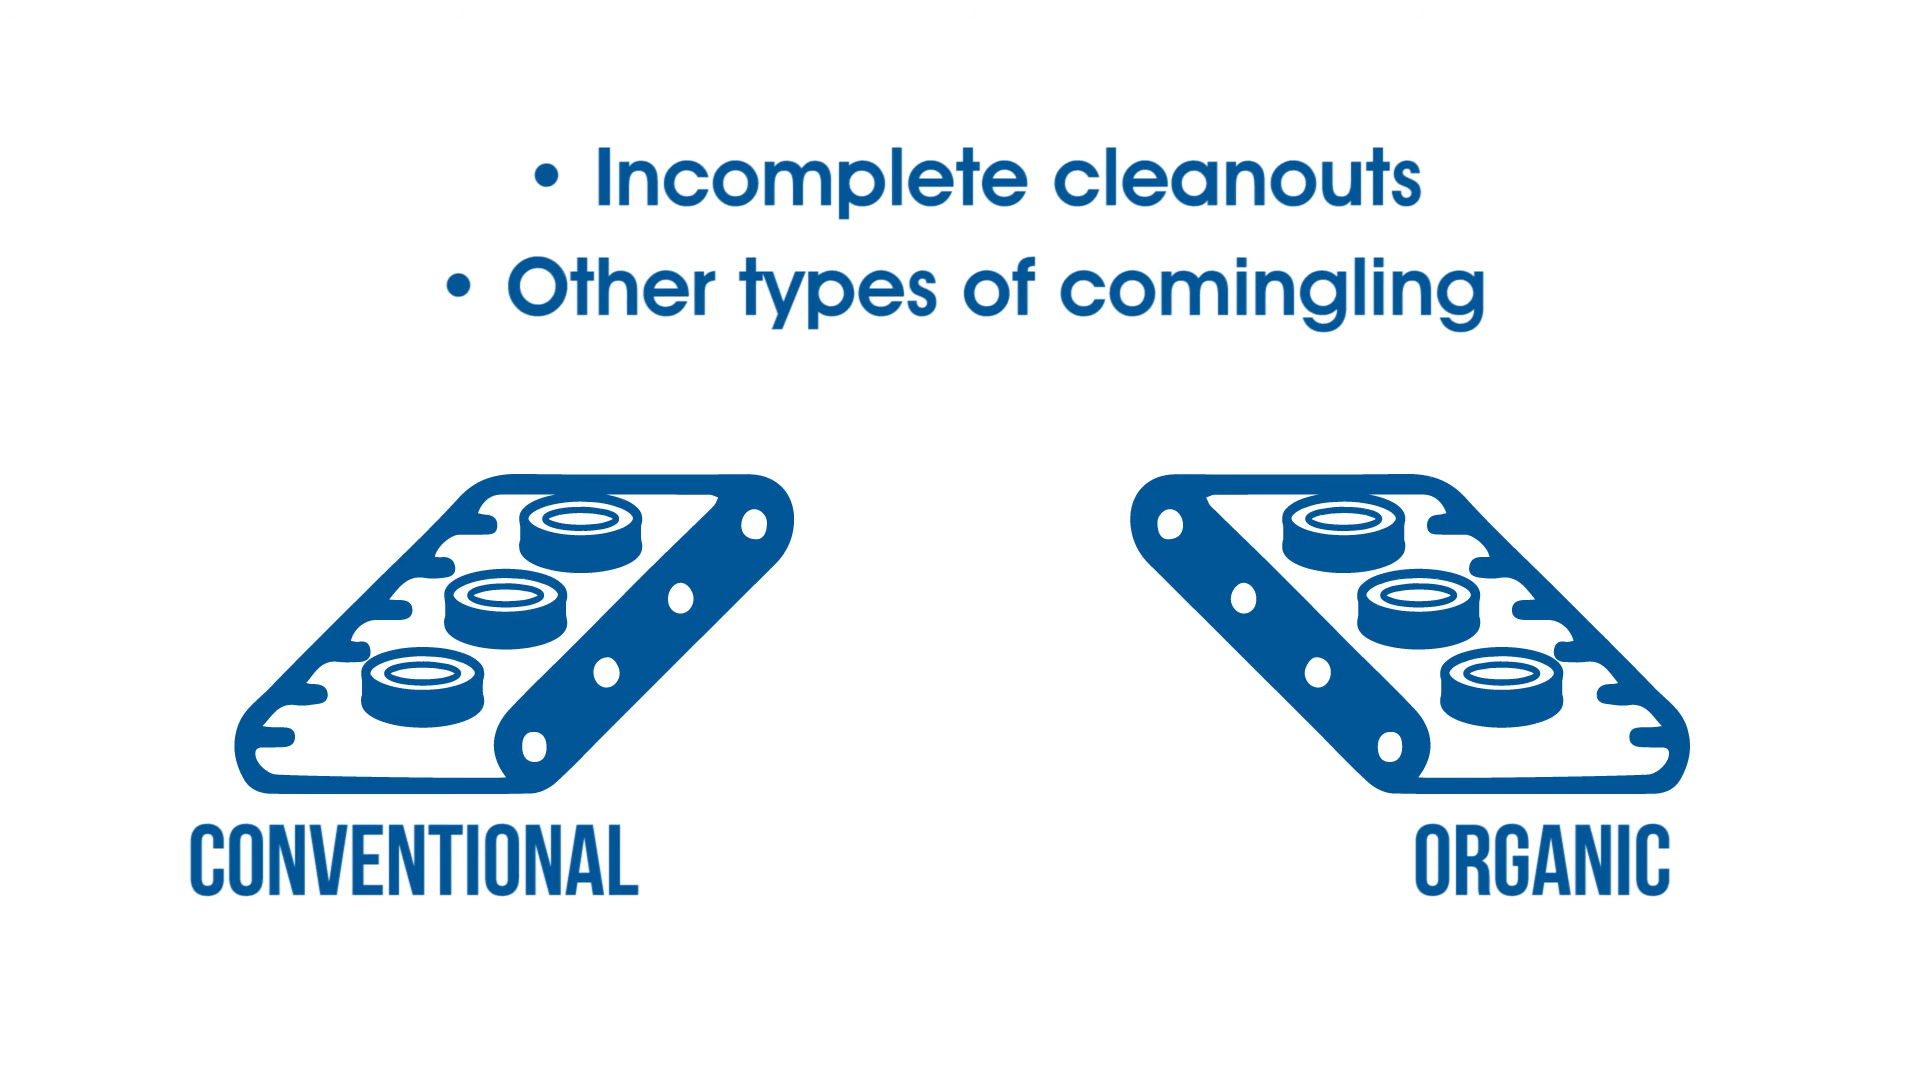 • Incomplete cleanouts
• Other types of comingling
CONVENTIONAL
ORGANIC